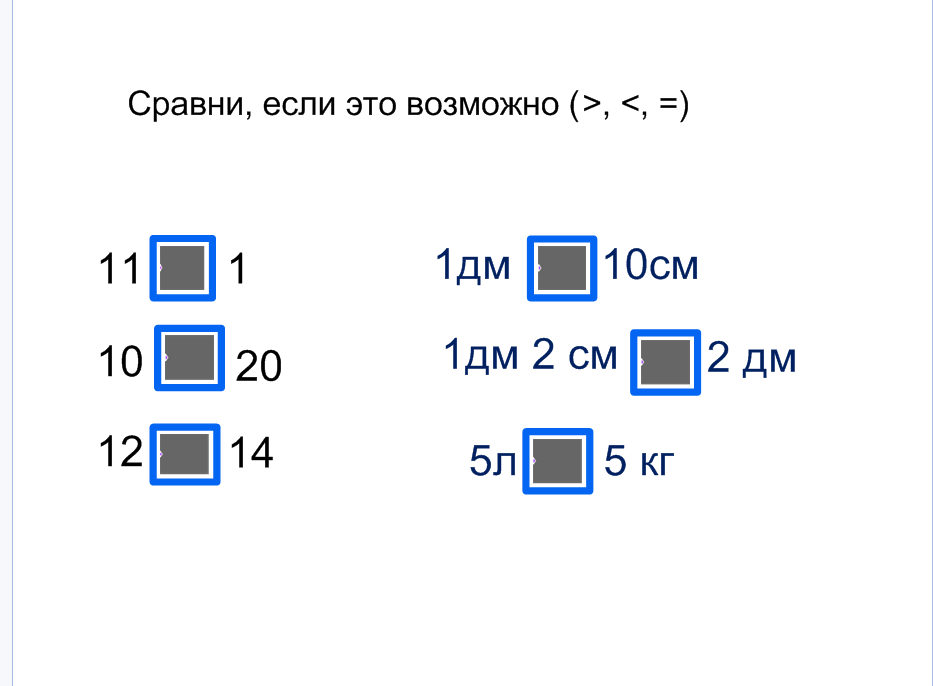 Сравни, если это возможно (>, <, =)
11 1
10 20
12 14
1дм 10см
1дм 2 см 2 дм
5л 5 кг